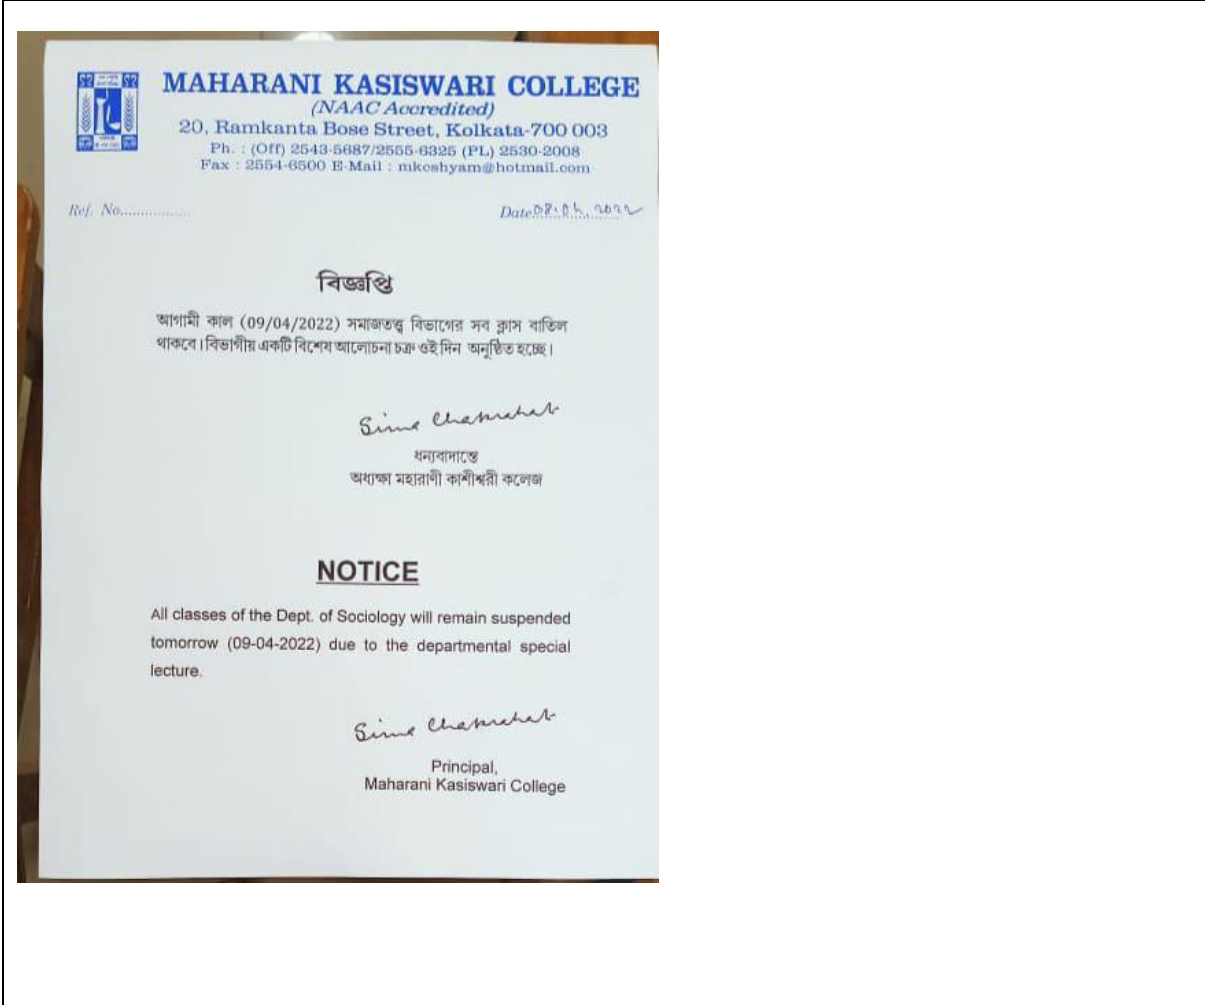 MAHARANI KASISWARI COLLEGE
(NAAC Accredited)
20, Ramkanta Bose Street, Kolkata-700 003
Ph. : (Off) 2543-5687/2555-6325 (PL) 2530-2008
Fax : 2554-6500 E-Mail : mkcshyam@hotmail.com
Ref. No.................
Date 08.04.2022
বিজ্ঞপ্তি
আগামী কাল (09/04/2022) সমাজতত্ত্ব বিভাগের সব ক্লাস বাতিল
থাকবে। বিভাগীয় একটি বিশেষ আলোচনা চক্র ওই দিন অনুষ্ঠিত হচ্ছে।
ধন্যবাদান্তে
অধ্যক্ষা মহারাণী কাশীশ্বরী কলেজ
NOTICE
All classes of the Dept. of Sociology will remain suspended
tomorrow (09-04-2022) due to the departmental special
lecture.
Principal,
Maharani Kasiswari College